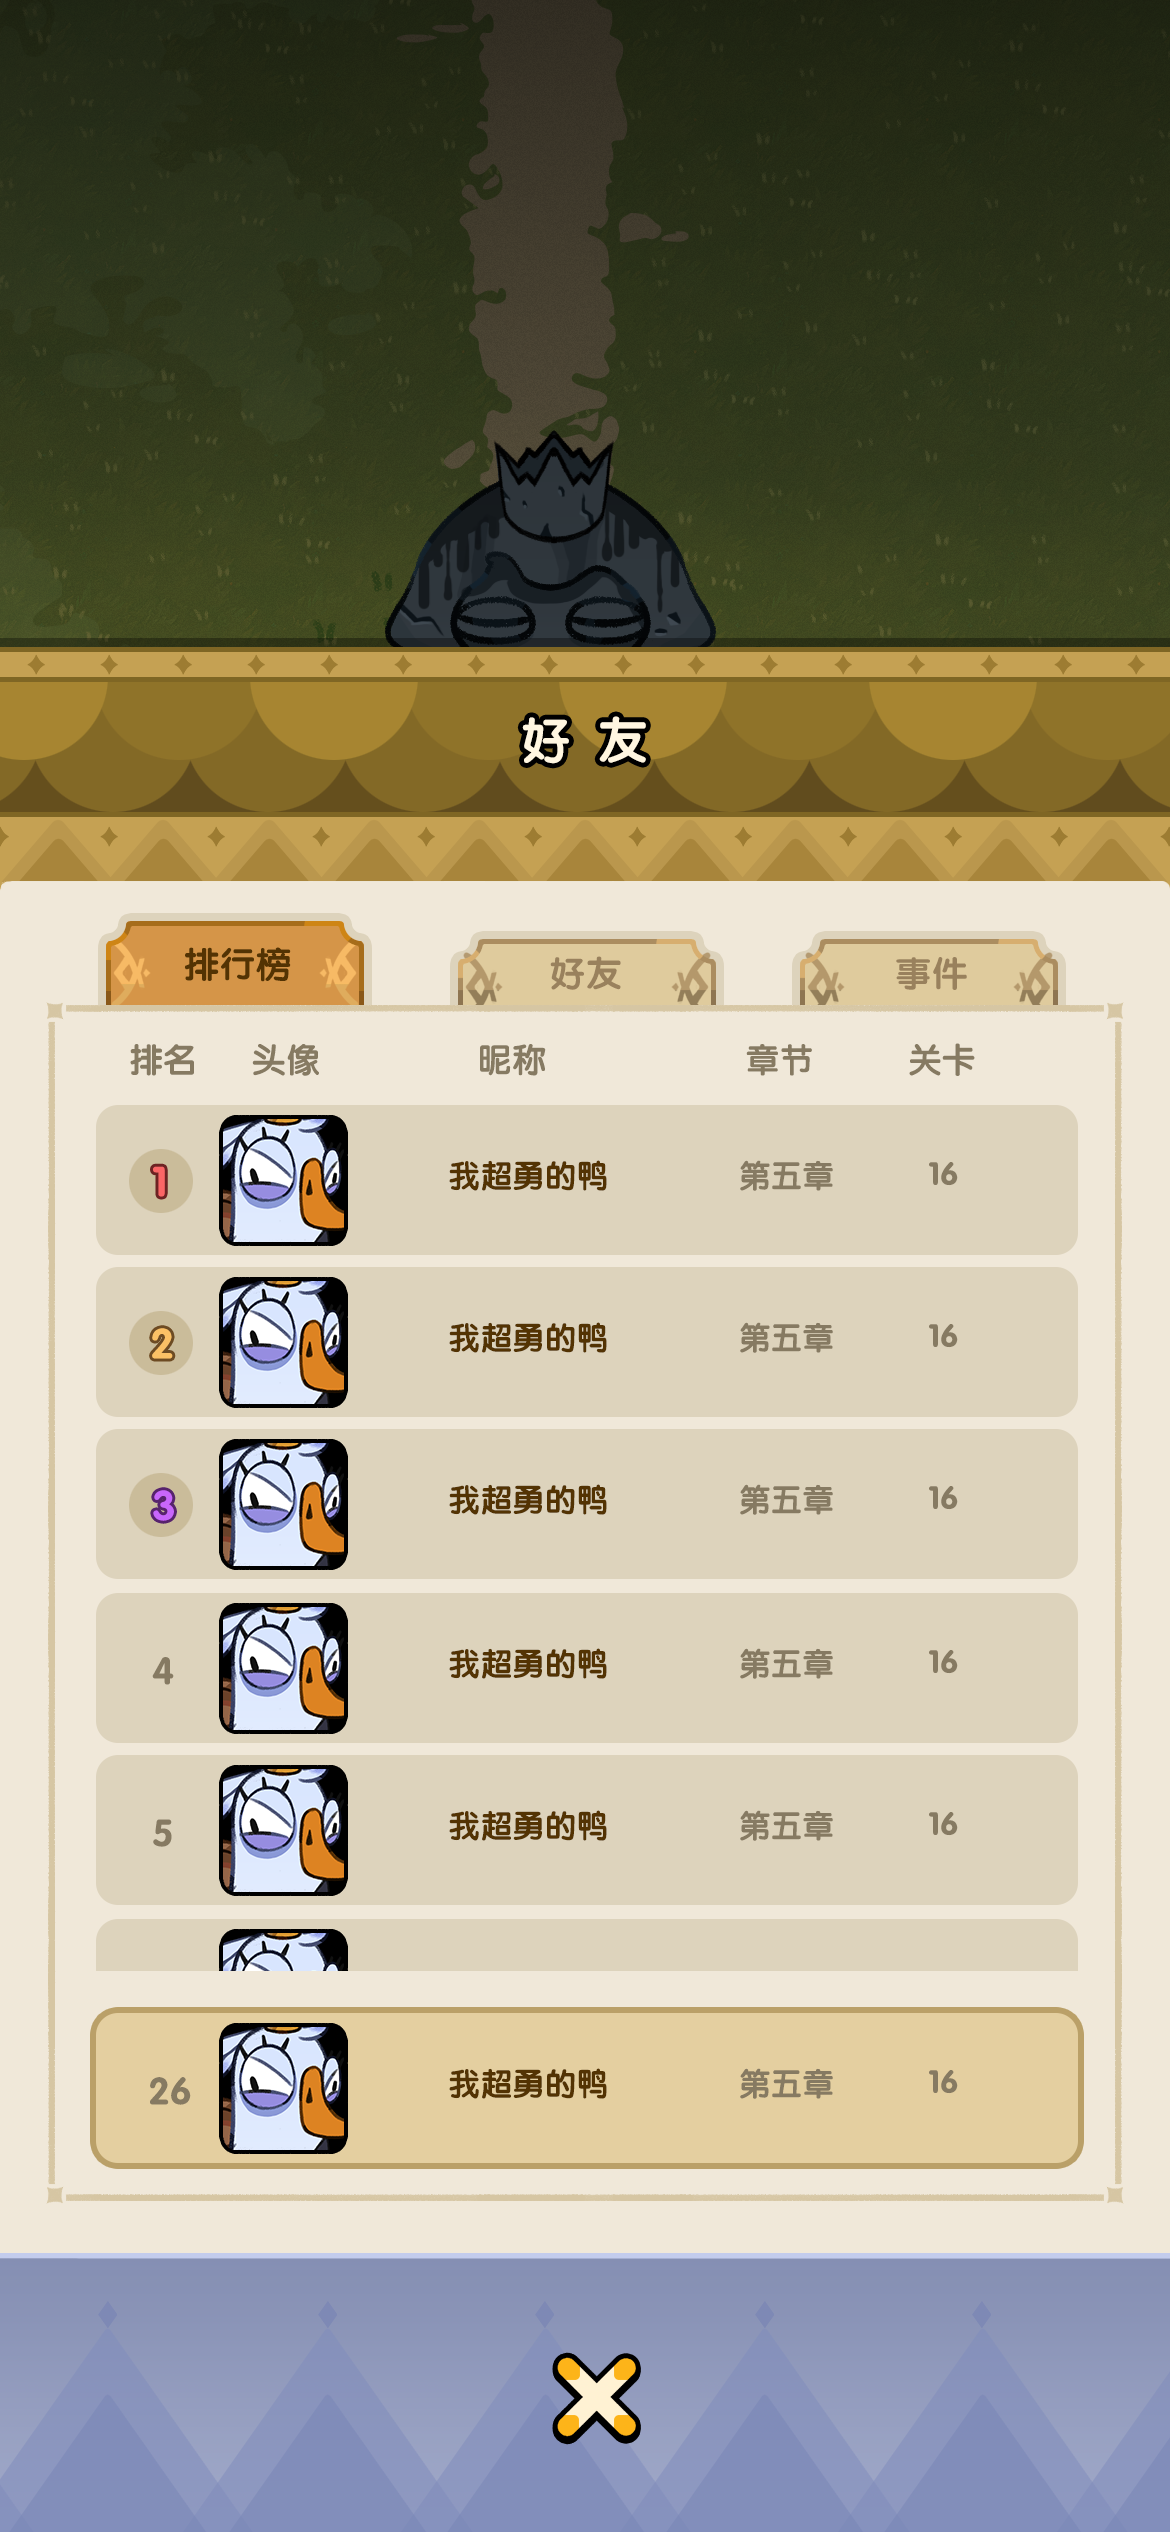 好 友
排行榜 好友 事件
排名 头像 昵称 章节 关卡
1 我超勇的鸭 第五章 16
2 我超勇的鸭 第五章 16
3 我超勇的鸭 第五章 16
4 我超勇的鸭 第五章 16
5 我超勇的鸭 第五章 16
26 我超勇的鸭 第五章 16